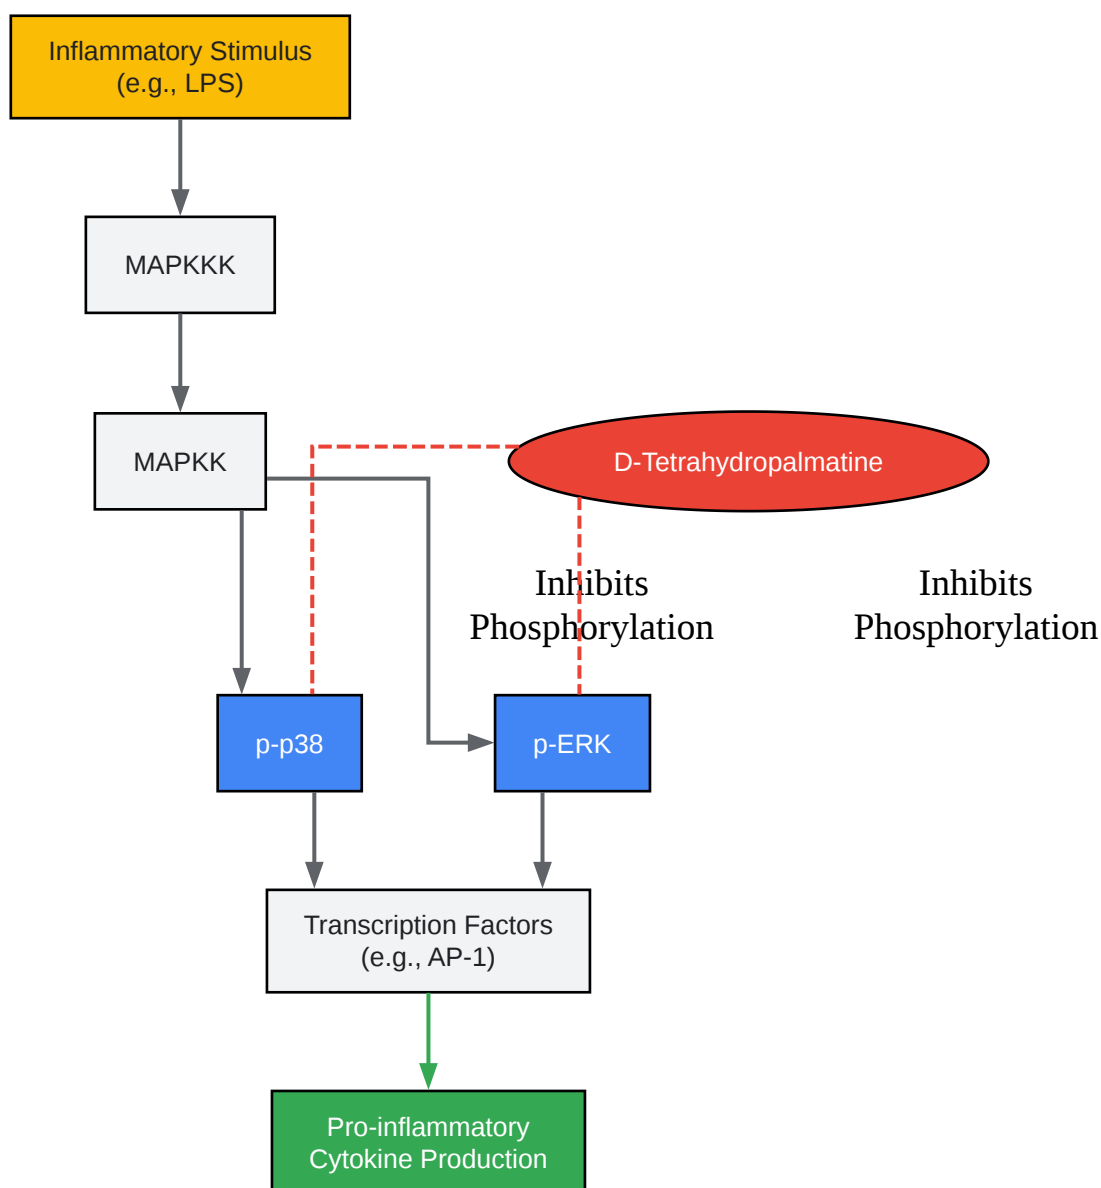 Inflammatory Stimulus
(e.g., LPS)
MAPKKK
MAPKK
D-Tetrahydropalmatine
Inhibits
Phosphorylation
Inhibits
Phosphorylation
p-p38
p-ERK
Transcription Factors
(e.g., AP-1)
Pro-inflammatory
Cytokine Production